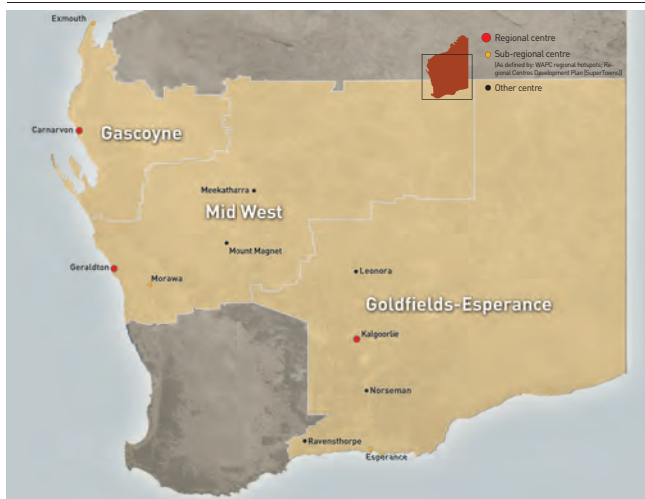 Exmouth
Regional centre
Sub-regional centre
(As defined by: WAPC regional hotspots; Re-
gional Centres Development Plan [SuperTowns])
Other centre
Carnarvon
Gascoyne
Meekatharra
Mid West
Mount Magnet
Geraldton
Morawa
Leonora
Goldfields-Esperance
Kalgoorlie
Norseman
Ravensthorpe
Esperance